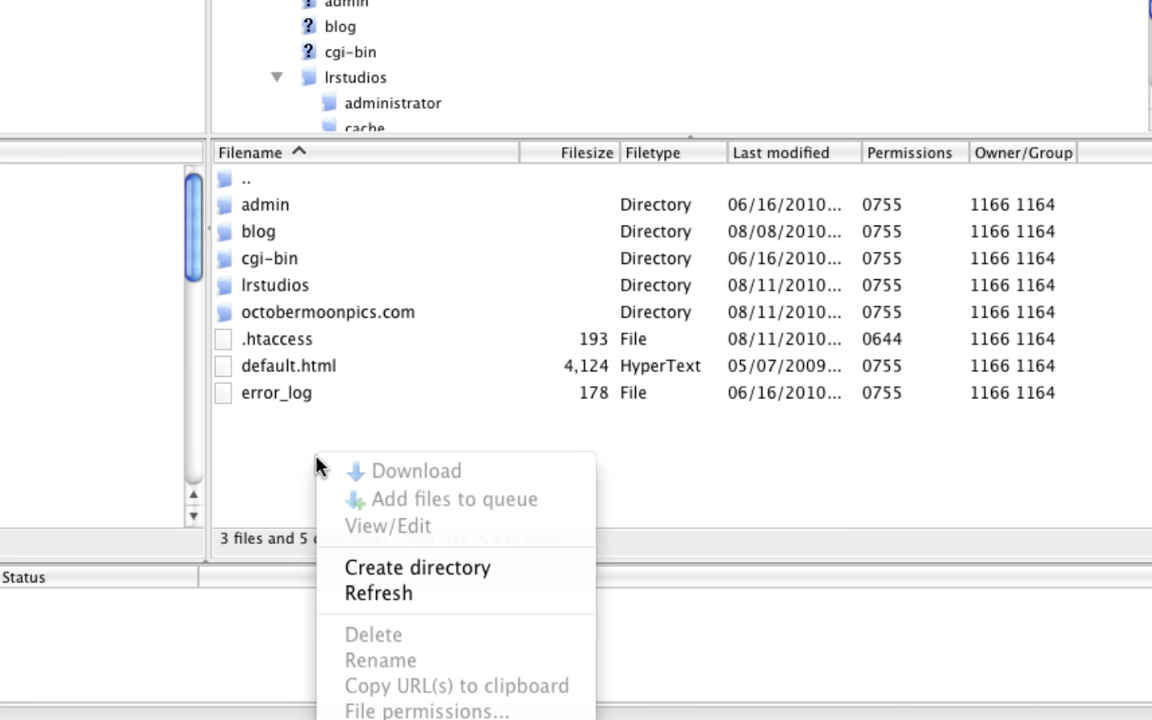 admin
blog
cgi-bin
lrstudios
administrator
cache
Filename Filesize Filetype Last modified Permissions Owner/Group
..
admin Directory 06/16/2010... 0755 1166 1164
blog Directory 08/08/2010... 0755 1166 1164
cgi-bin Directory 06/16/2010... 0755 1166 1164
lrstudios Directory 08/11/2010... 0755 1166 1164
octobermoonpics.com Directory 08/11/2010... 0755 1166 1164
.htaccess 193 File 08/11/2010... 0644 1166 1164
default.html 4,124 HyperText 05/07/2009... 0755 1166 1164
error_log 178 File 06/16/2010... 0755 1166 1164
Download
Add files to queue
View/Edit
3 files and 5
Create directory
Status
Refresh
Delete
Rename
Copy URL(s) to clipboard
File permissions...